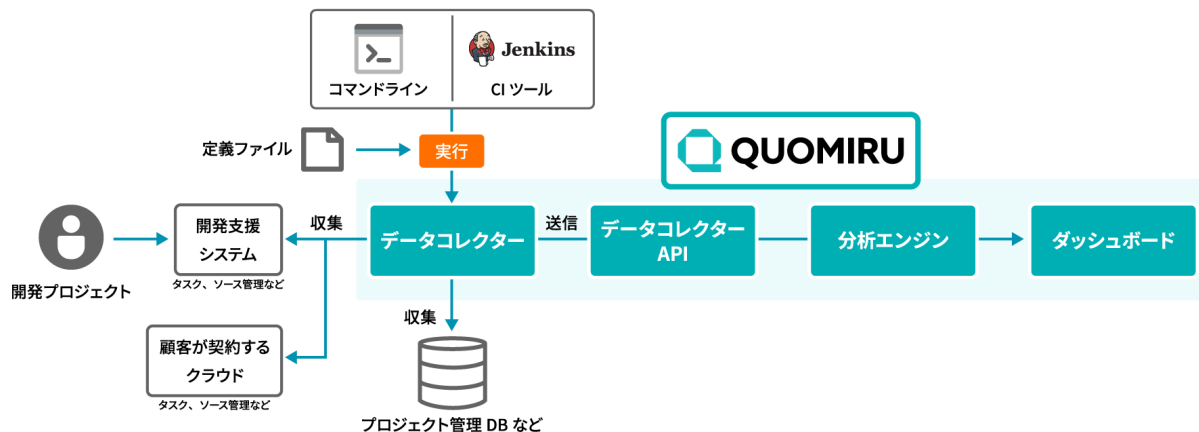 Jenkins
コマンドライン
CI ツール
定義ファイル
実行
QUOMIRU
開発プロジェクト
開発支援
システム
タスク、ソース管理など
収集
データコレクター
送信
データコレクター
API
分析エンジン
ダッシュボード
顧客が契約する
クラウド
タスク、ソース管理など
収集
プロジェクト管理 DB など